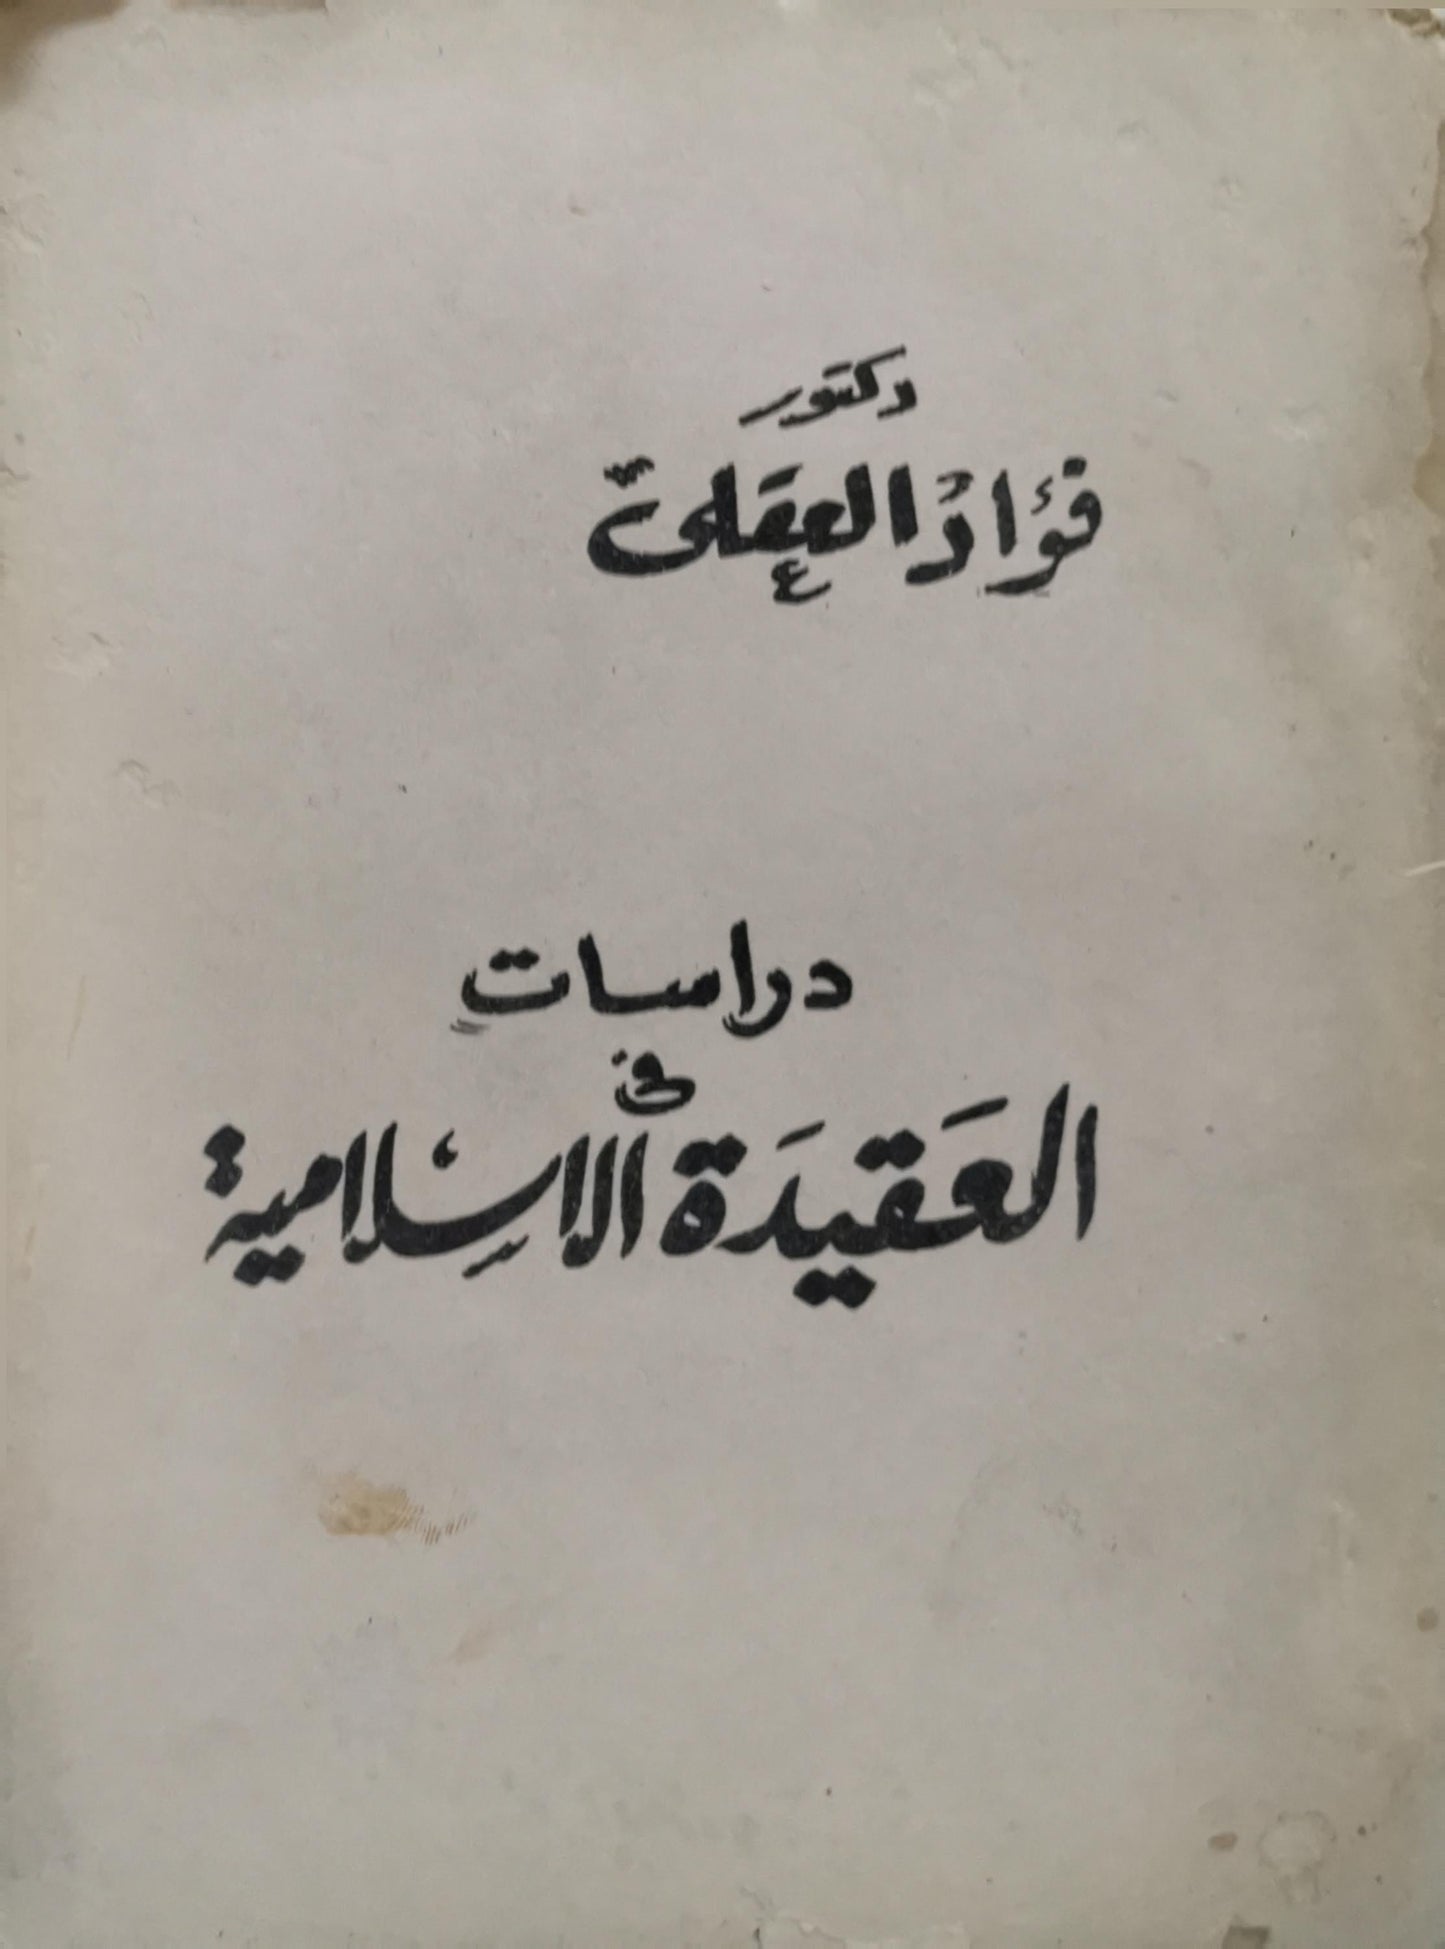 دكتور
فؤاد العقلى
دراسات
فى
العقيدة الاسلامية